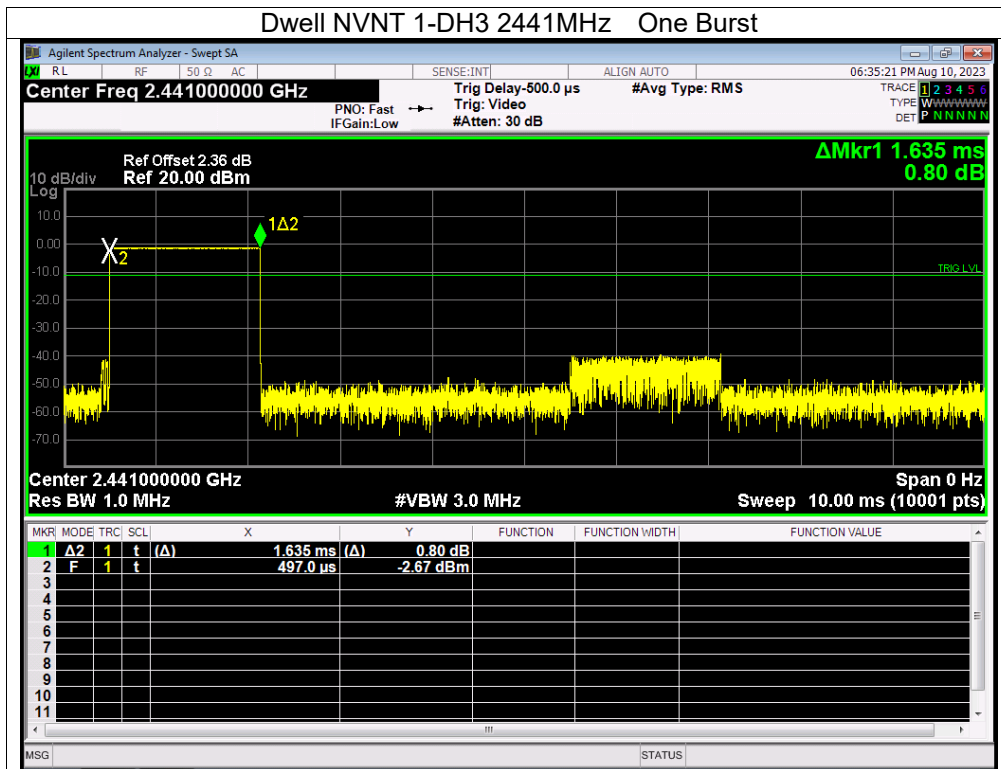 Dwell NVNT 1-DH3 2441MHz One Burst
Agilent Spectrum Analyzer - Swept SA
LXI RL RF 50 Ω AC SENSE:INT ALIGN AUTO 06:35:21 PM Aug 10, 2023
Center Freq 2.441000000 GHz Trig Delay-500.0 µs #Avg Type: RMS TRACE 1 2 3 4 5 6
PNO: Fast Trig: Video TYPE WWWWWW
IFGain:Low #Atten: 30 dB DET P N N N N N
ΔMkr1 1.635 ms
0.80 dB
Ref Offset 2.36 dB
10 dB/div Ref 20.00 dBm
Log
10.0
1Δ2
0.00
2
-10.0
TRIG LVL
-20.0
-30.0
-40.0
-50.0
-60.0
-70.0
Center 2.441000000 GHz Span 0 Hz
Res BW 1.0 MHz #VBW 3.0 MHz Sweep 10.00 ms (10001 pts)
MKR MODE TRC SCL X Y FUNCTION FUNCTION WIDTH FUNCTION VALUE
1 Δ2 1 t (Δ) 1.635 ms (Δ) 0.80 dB
2 F 1 t 497.0 µs -2.67 dBm
3
4
5
6
7
8
9
10
11
MSG STATUS